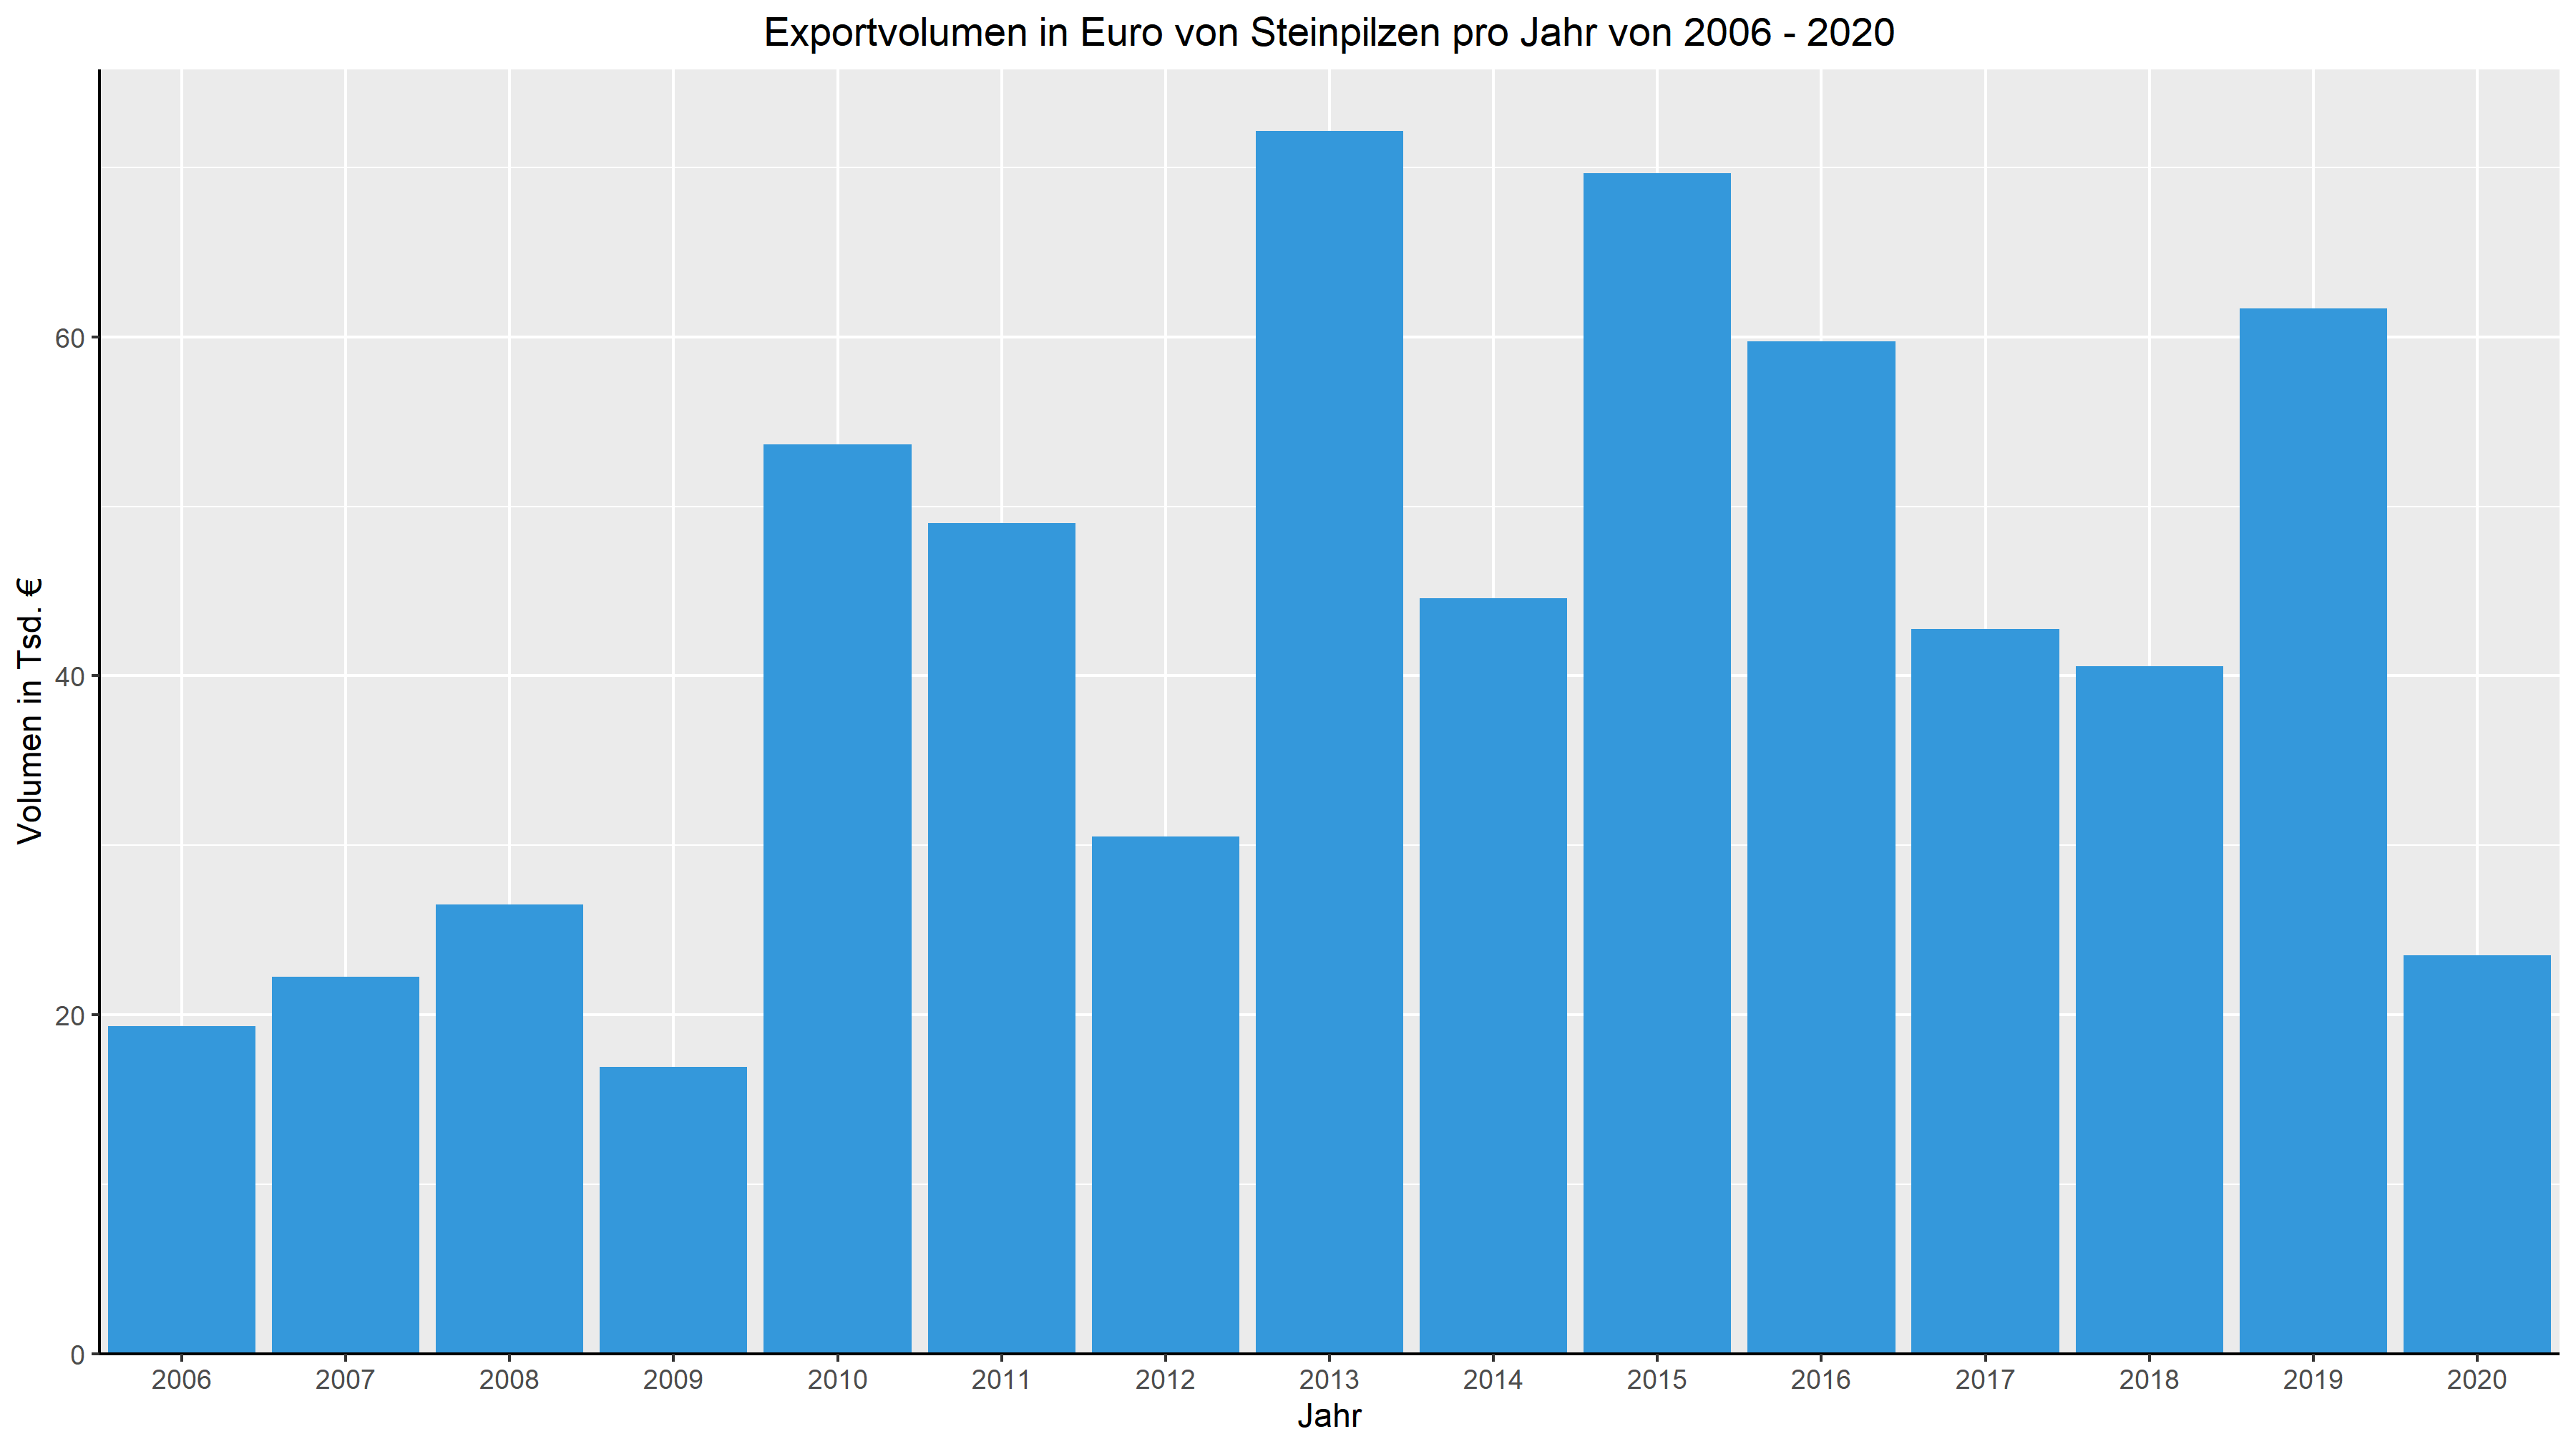 Exportvolumen in Euro von Steinpilzen pro Jahr von 2006 - 2020
Volumen in Tsd. €
60
40
20
0
2006 2007 2008 2009 2010 2011 2012 2013 2014 2015 2016 2017 2018 2019 2020
Jahr